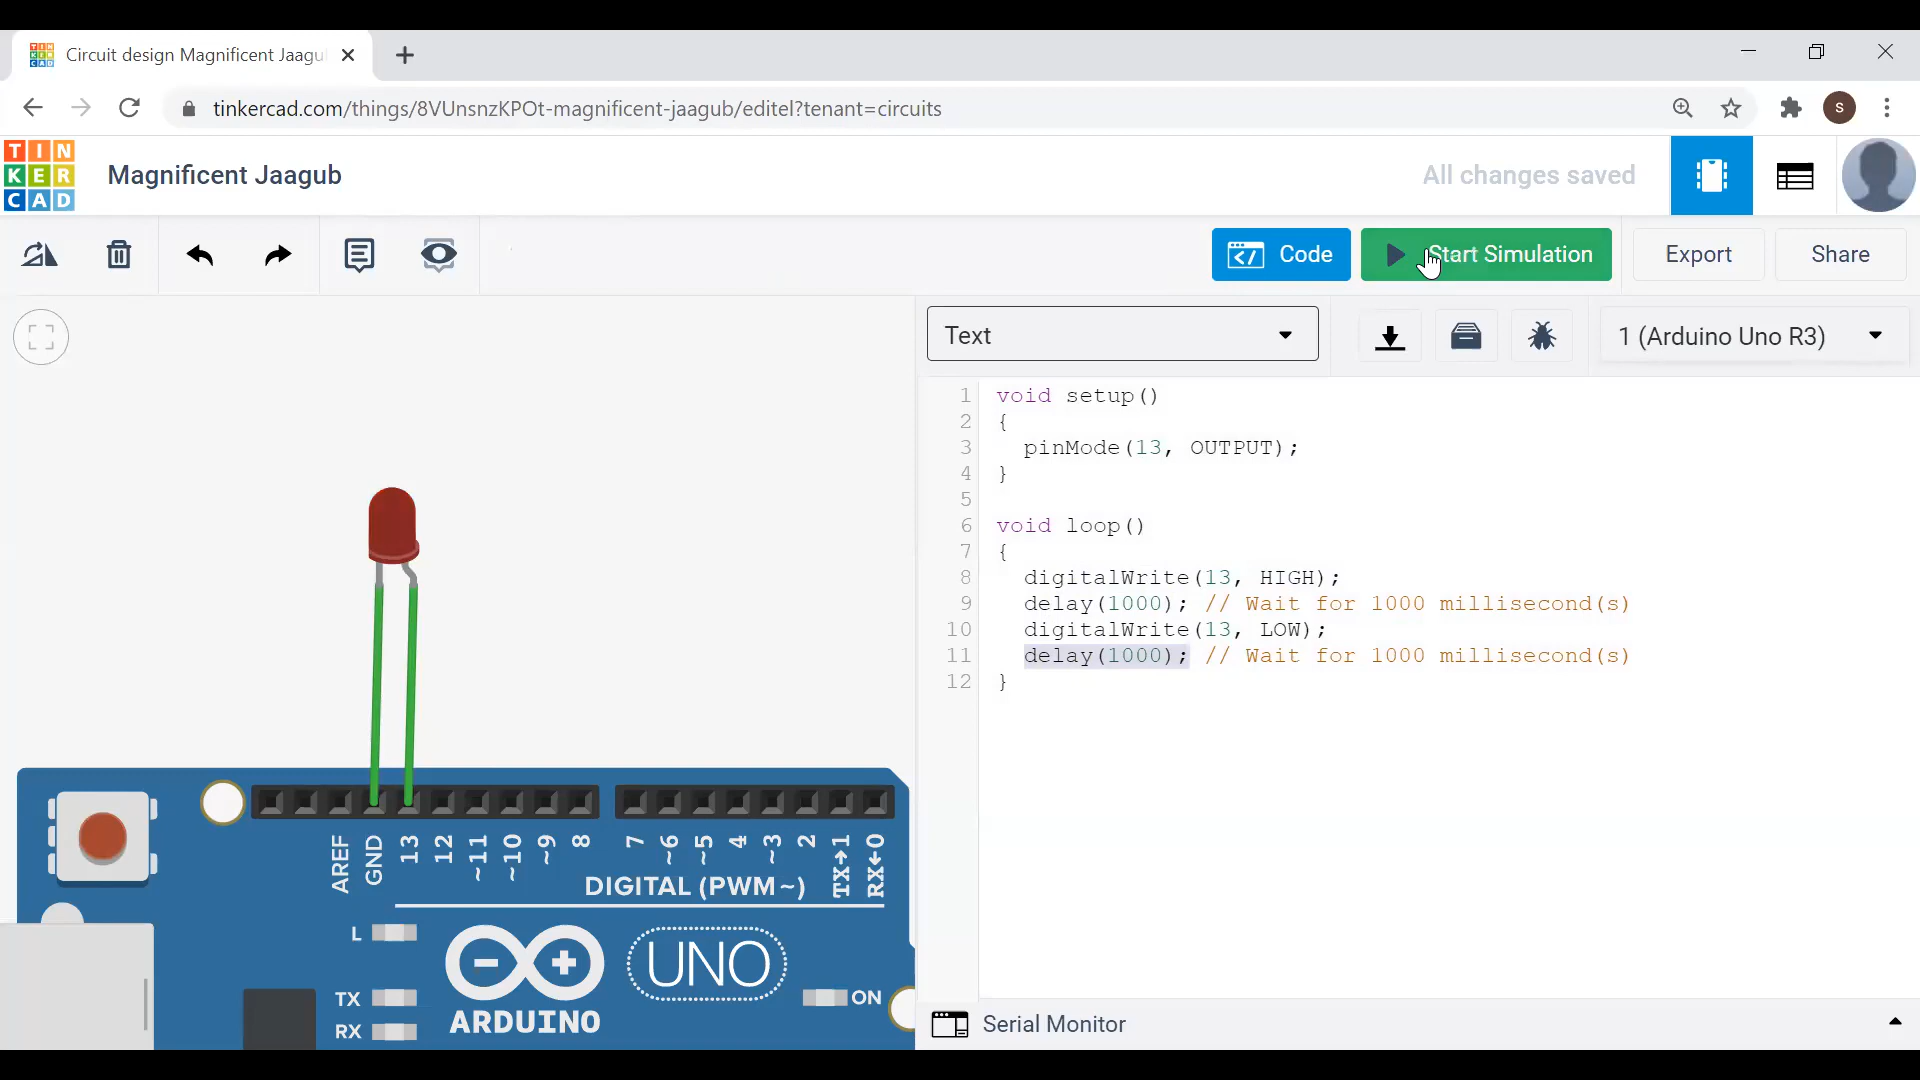 Circuit design Magnificent Jaagu
tinkercad.com/things/8VUnsnzKPOt-magnificent-jaagub/editel?tenant=circuits
S
TIN
KER
CAD
Magnificent Jaagub
All changes saved
Code
Start Simulation
Export
Share
Text
1 (Arduino Uno R3)
1 void setup()
2 {
3 pinMode(13, OUTPUT);
4 }
5
6 void loop()
7 {
8 digitalWrite(13, HIGH);
9 delay(1000); // Wait for 1000 millisecond(s)
10 digitalWrite(13, LOW);
11 delay(1000); // Wait for 1000 millisecond(s)
12 }
AREF
GND
13
12
~11
~10
~9
8
7
~6
~5
4
~3
2
TX→1
RX←0
DIGITAL (PWM~)
L
TX
RX
UNO
ARDUINO
ON
Serial Monitor